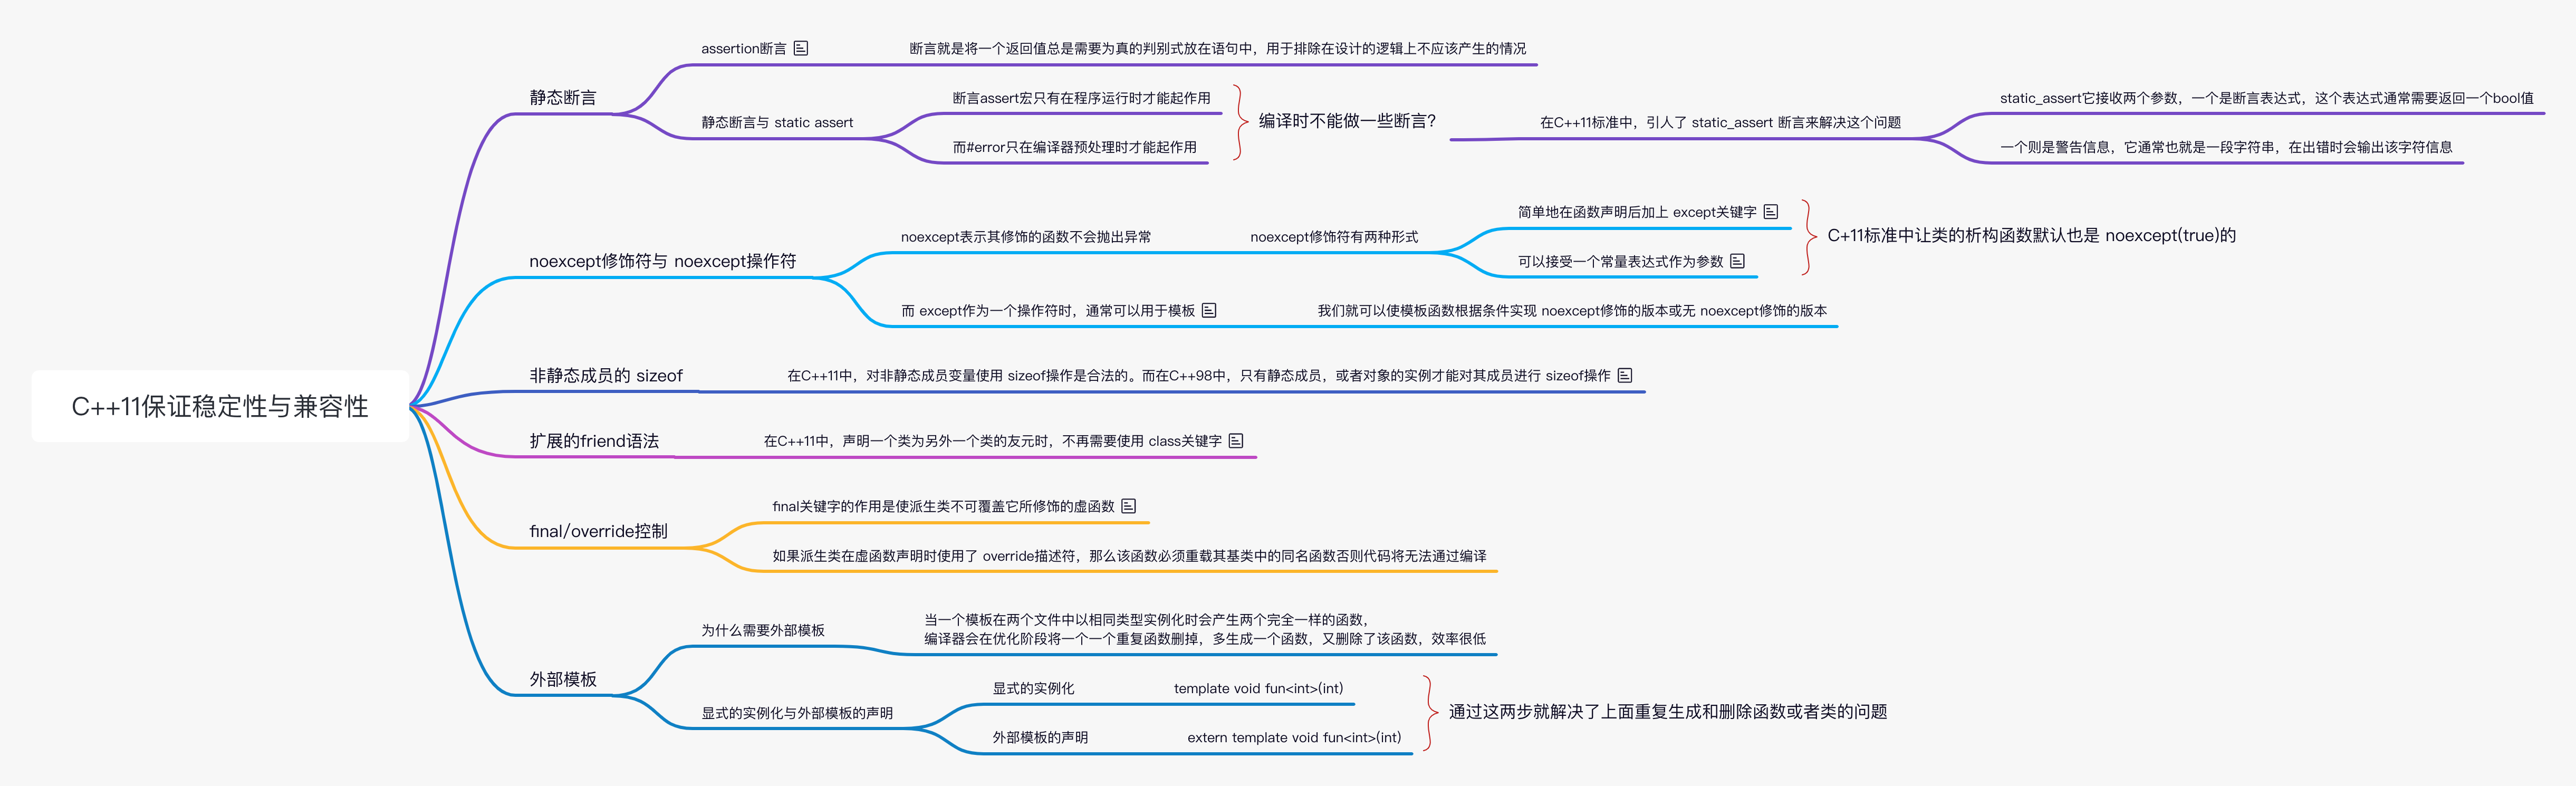 C++11保证稳定性与兼容性
静态断言
assertion断言
断言就是将一个返回值总是需要为真的判别式放在语句中，用于排除在设计的逻辑上不应该产生的情况
静态断言与 static assert
断言assert宏只有在程序运行时才能起作用
而#error只在编译器预处理时才能起作用
编译时不能做一些断言?
在C++11标准中，引人了 static_assert 断言来解决这个问题
static_assert它接收两个参数，一个是断言表达式，这个表达式通常需要返回一个bool值
一个则是警告信息，它通常也就是一段字符串，在出错时会输出该字符信息
noexcept修饰符与 noexcept操作符
noexcept表示其修饰的函数不会抛出异常
noexcept修饰符有两种形式
简单地在函数声明后加上 except关键字
可以接受一个常量表达式作为参数
C+11标准中让类的析构函数默认也是 noexcept(true)的
而 except作为一个操作符时，通常可以用于模板
我们就可以使模板函数根据条件实现 noexcept修饰的版本或无 noexcept修饰的版本
非静态成员的 sizeof
在C++11中，对非静态成员变量使用 sizeof操作是合法的。而在C++98中，只有静态成员，或者对象的实例才能对其成员进行 sizeof操作
扩展的friend语法
在C++11中，声明一个类为另外一个类的友元时，不再需要使用 class关键字
final/override控制
final关键字的作用是使派生类不可覆盖它所修饰的虚函数
如果派生类在虚函数声明时使用了 override描述符，那么该函数必须重载其基类中的同名函数否则代码将无法通过编译
外部模板
为什么需要外部模板
当一个模板在两个文件中以相同类型实例化时会产生两个完全一样的函数，
编译器会在优化阶段将一个一个重复函数删掉，多生成一个函数，又删除了该函数，效率很低
显式的实例化与外部模板的声明
显式的实例化
template void fun<int>(int)
外部模板的声明
extern template void fun<int>(int)
通过这两步就解决了上面重复生成和删除函数或者类的问题